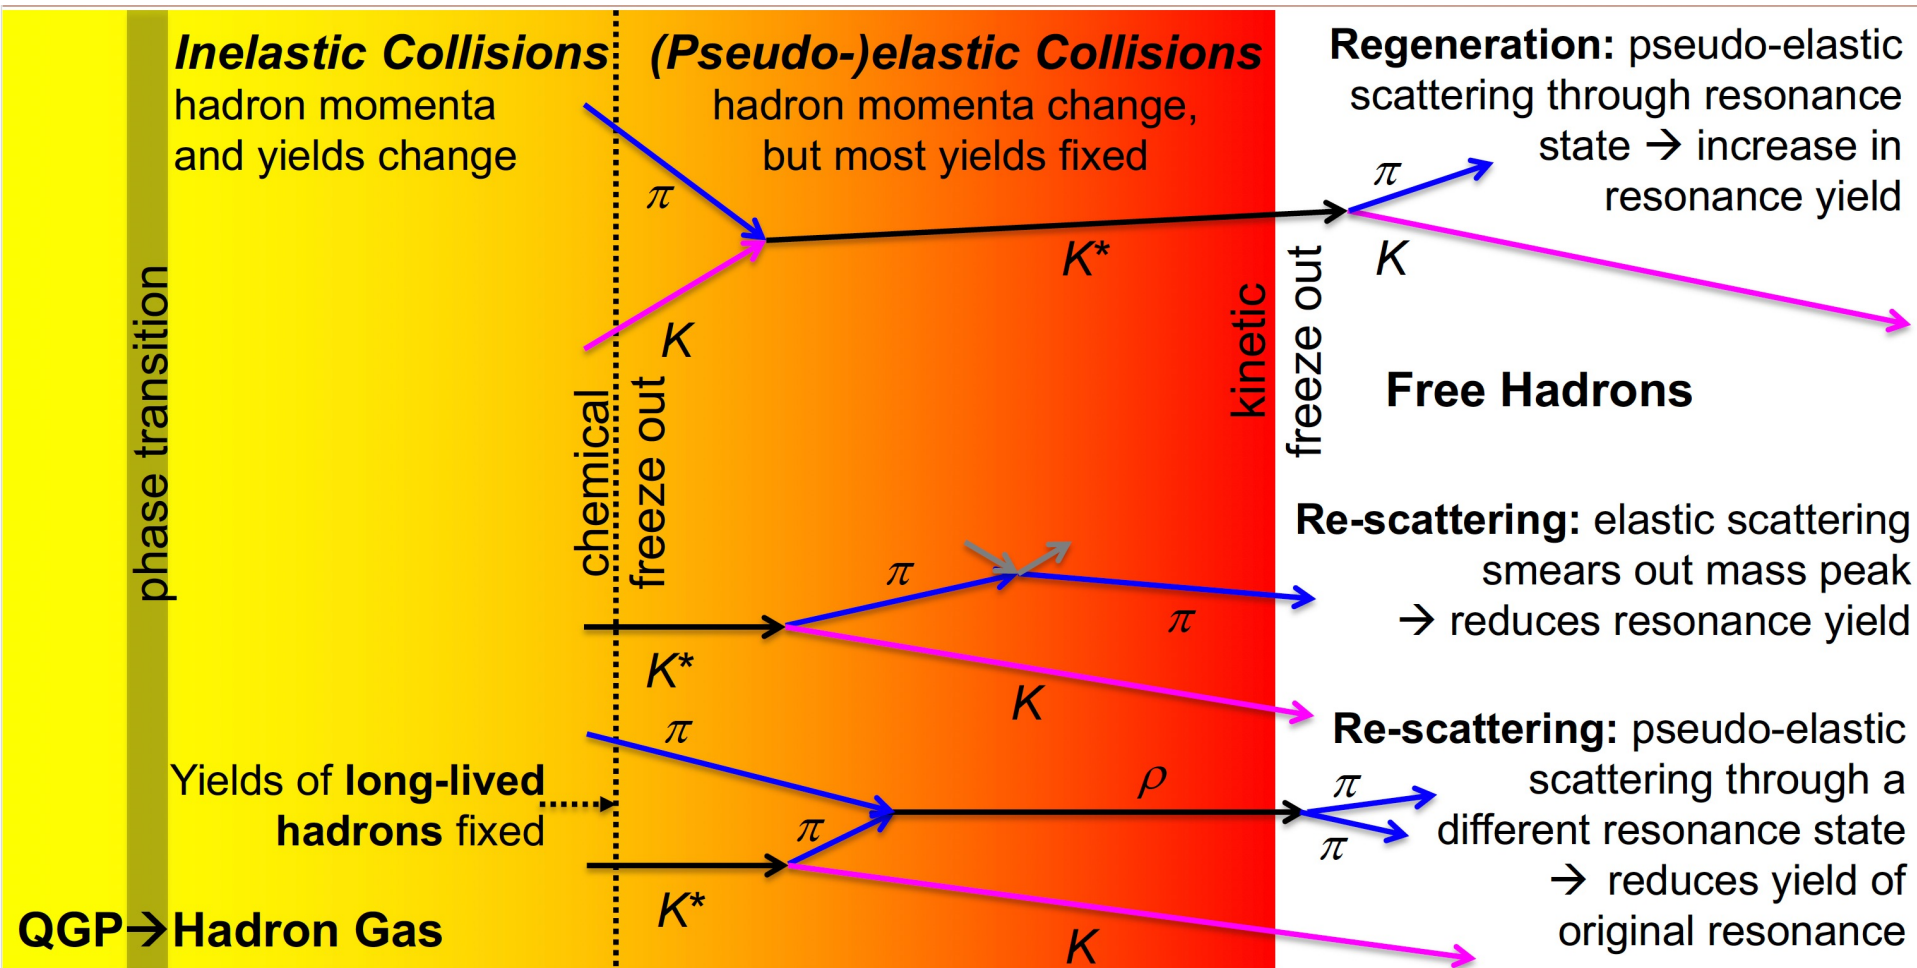 Inelastic Collisions
hadron momenta
and yields change
(Pseudo-)elastic Collisions
hadron momenta change,
but most yields fixed
Regeneration: pseudo-elastic
scattering through resonance
state → increase in
resonance yield
π
K
K*
π
K
phase transition
chemical
freeze out
kinetic
freeze out
Free Hadrons
Re-scattering: elastic scattering
smears out mass peak
→ reduces resonance yield
K*
π
π
K
Re-scattering: pseudo-elastic
scattering through a
different resonance state
→ reduces yield of
original resonance
π
K*
π
ρ
π
π
K
Yields of long-lived
hadrons fixed
QGP→Hadron Gas